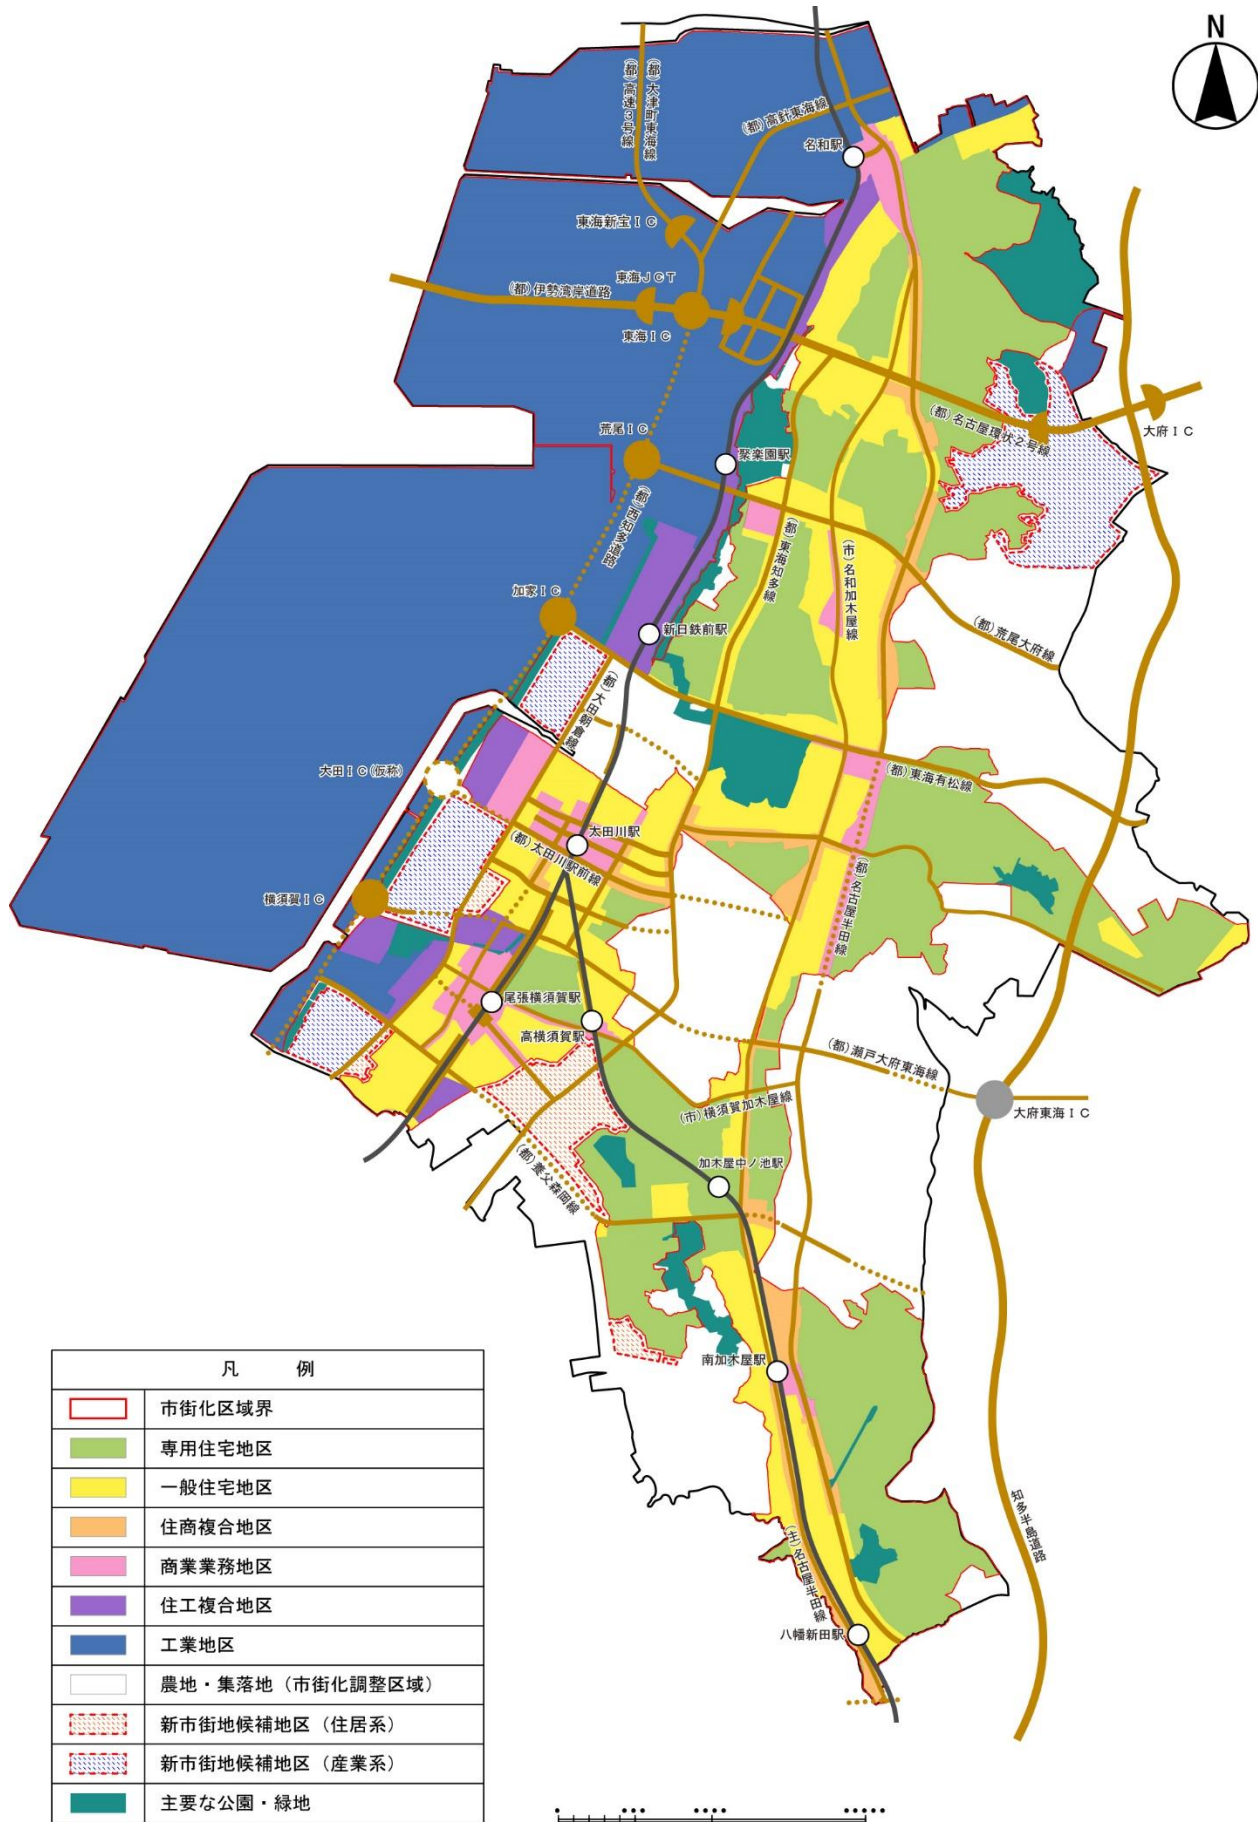 N
(都)大津町東海線
(都)高速3号線
(都)高針東海線
名和駅
東海新宝IC
東海JCT
(都)伊勢湾岸道路
東海IC
(都)名古屋環状2号線
大府IC
荒尾IC
聚楽園駅
(都)西知多道路
(都)東海知多線
(市)名和加木屋線
加家IC
新日鉄前駅
(都)荒尾大府線
(都)大田朝倉線
大田IC(仮称)
(都)東海有松線
太田川駅
(都)太田川駅前線
(都)名古屋半田線
横須賀IC
尾張横須賀駅
高横須賀駅
(都)瀬戸大府東海線
(市)横須賀加木屋線
大府東海IC
(都)養父森岡線
加木屋中ノ池駅
南加木屋駅
知多半島道路
(主)名古屋半田線
八幡新田駅
凡 例
市街化区域界
専用住宅地区
一般住宅地区
住商複合地区
商業業務地区
住工複合地区
工業地区
農地・集落地(市街化調整区域)
新市街地候補地区(住居系)
新市街地候補地区(産業系)
主要な公園・緑地